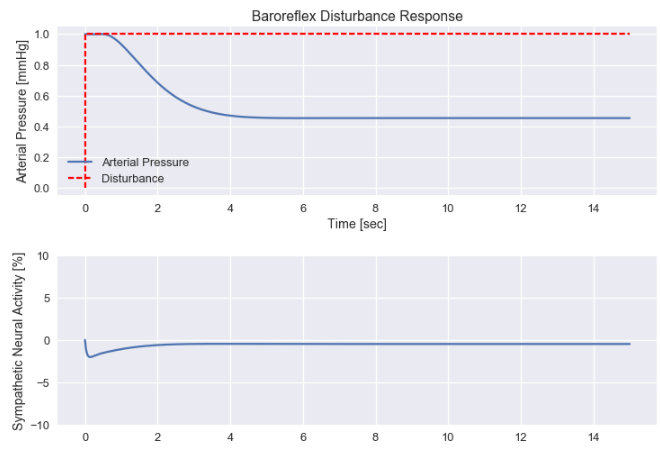 Baroreflex Disturbance Response
Arterial Pressure [mmHg]
1.0
0.8
0.6
0.4
0.2
0.0
Arterial Pressure
Disturbance
0 2 4 6 8 10 12 14
Time [sec]
Sympathetic Neural Activity [%]
10
5
0
−5
−10
0 2 4 6 8 10 12 14